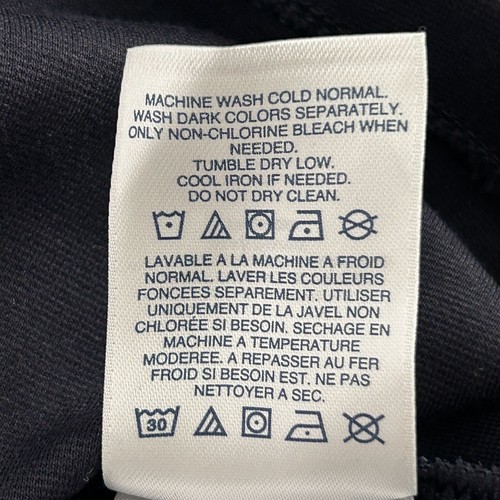 MACHINE WASH COLD NORMAL.
WASH DARK COLORS SEPARATELY.
ONLY NON-CHLORINE BLEACH WHEN
NEEDED.
TUMBLE DRY LOW.
COOL IRON IF NEEDED.
DO NOT DRY CLEAN.
LAVABLE A LA MACHINE A FROID
NORMAL. LAVER LES COULEURS
FONCEES SEPAREMENT. UTILISER
UNIQUEMENT DE LA JAVEL NON
CHLORÉE SI BESOIN. SECHAGE EN
MACHINE A TEMPERATURE
MODEREE. A REPASSER AU FER
FROID SI BESOIN EST. NE PAS
NETTOYER A SEC.
30